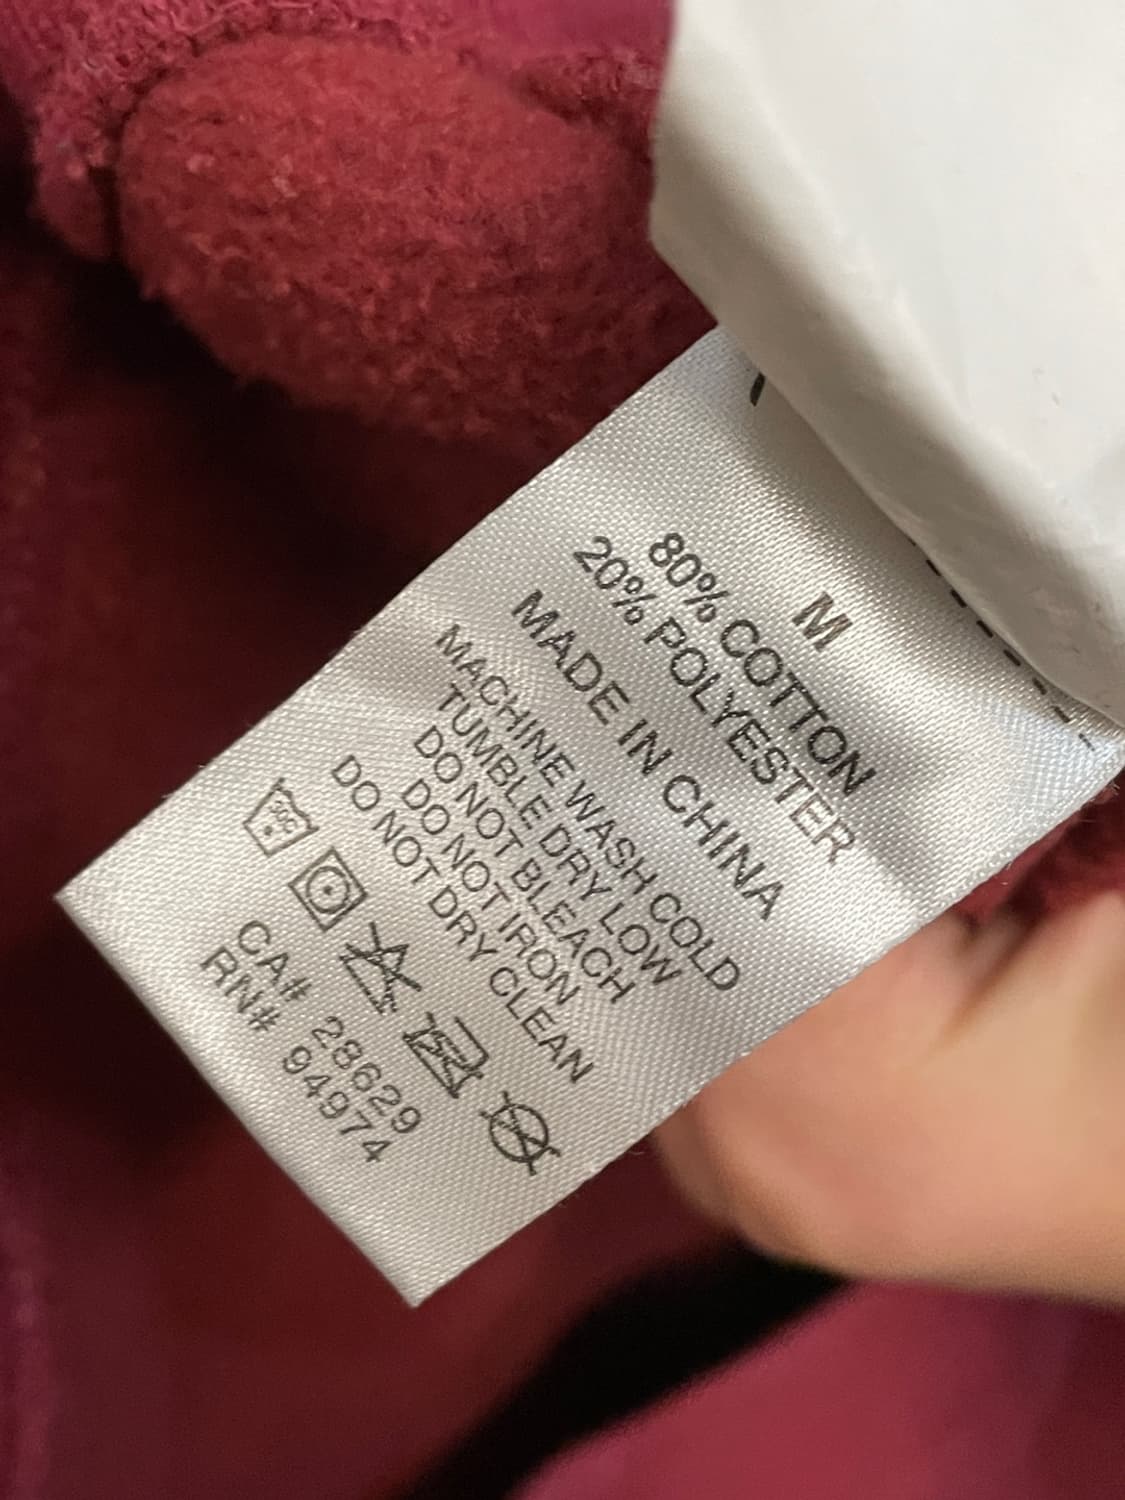 M
80% COTTON
20% POLYESTER
MADE IN CHINA
MACHINE WASH COLD
TUMBLE DRY LOW
DO NOT BLEACH
DO NOT IRON
DO NOT DRY CLEAN
CA# 28629
RN# 94974